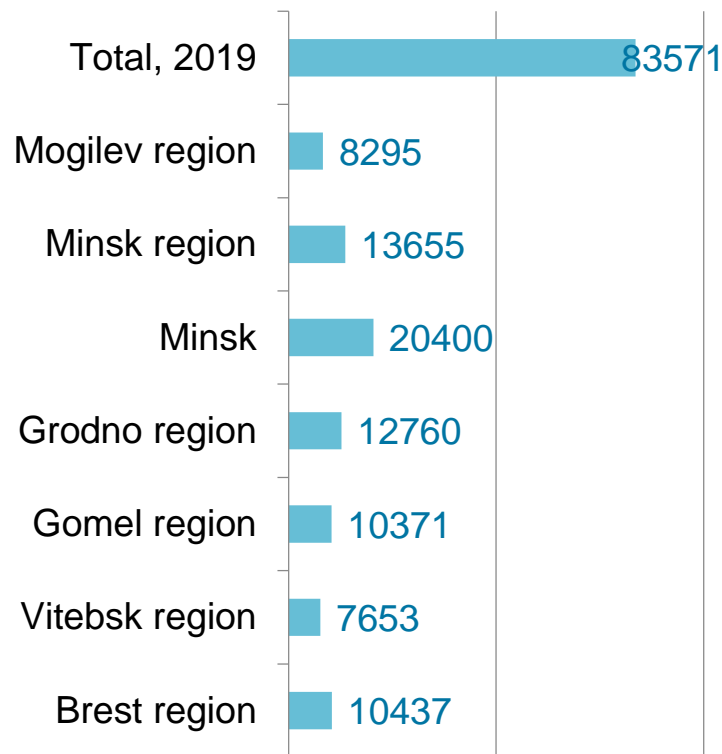 Total, 2019 83571
Mogilev region 8295
Minsk region 13655
Minsk 20400
Grodno region 12760
Gomel region 10371
Vitebsk region 7653
Brest region 10437